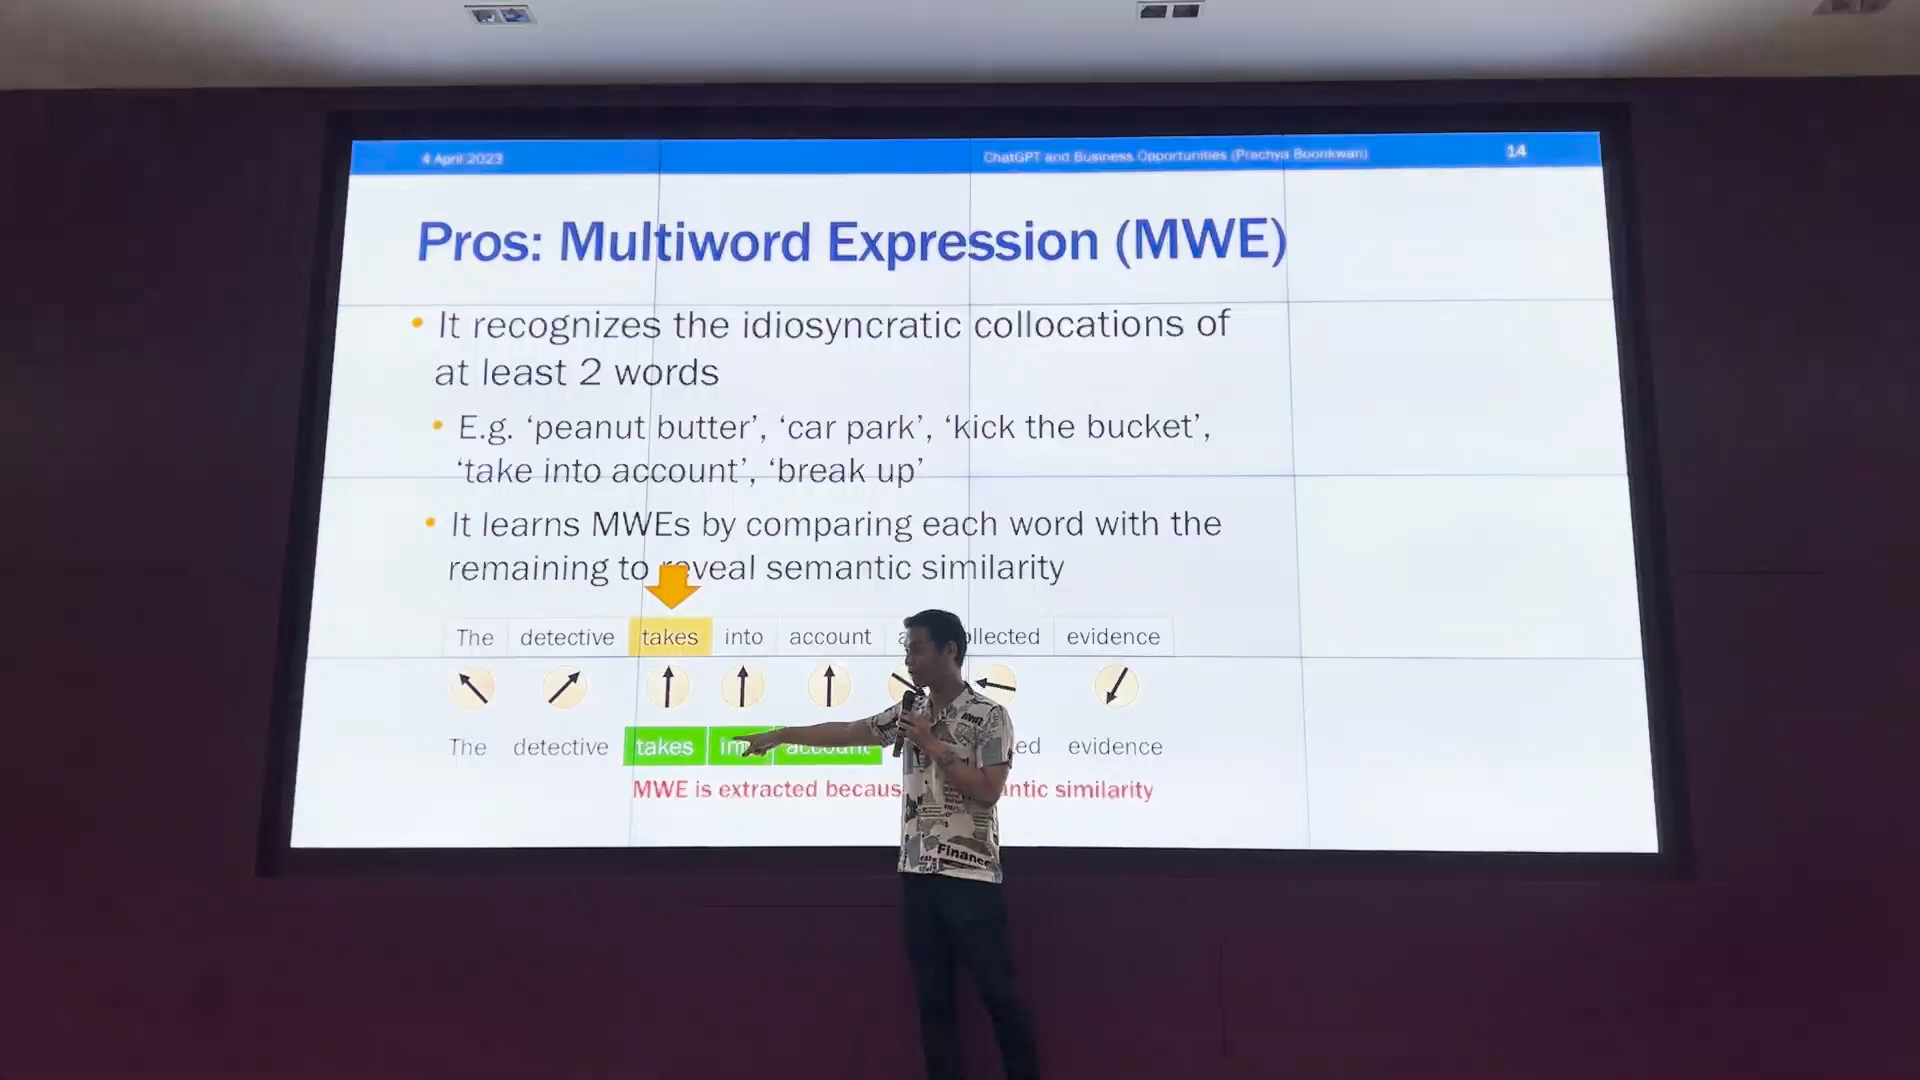 4 April 2023
ChatGPT and Business Opportunities (Prachya Boonkwan)
14
Pros: Multiword Expression (MWE)
• It recognizes the idiosyncratic collocations of
at least 2 words
• E.g. ‘peanut butter’, ‘car park’, ‘kick the bucket’,
‘take into account’, ‘break up’
• It learns MWEs by comparing each word with the
remaining to reveal semantic similarity
The detective takes into account evidence
The detective takes account evidence
MWE is extracted similarity
Finance